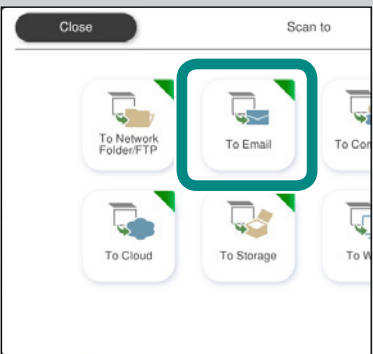 Close
Scan to
To Network
Folder/FTP
To Email
To Cloud
To Storage